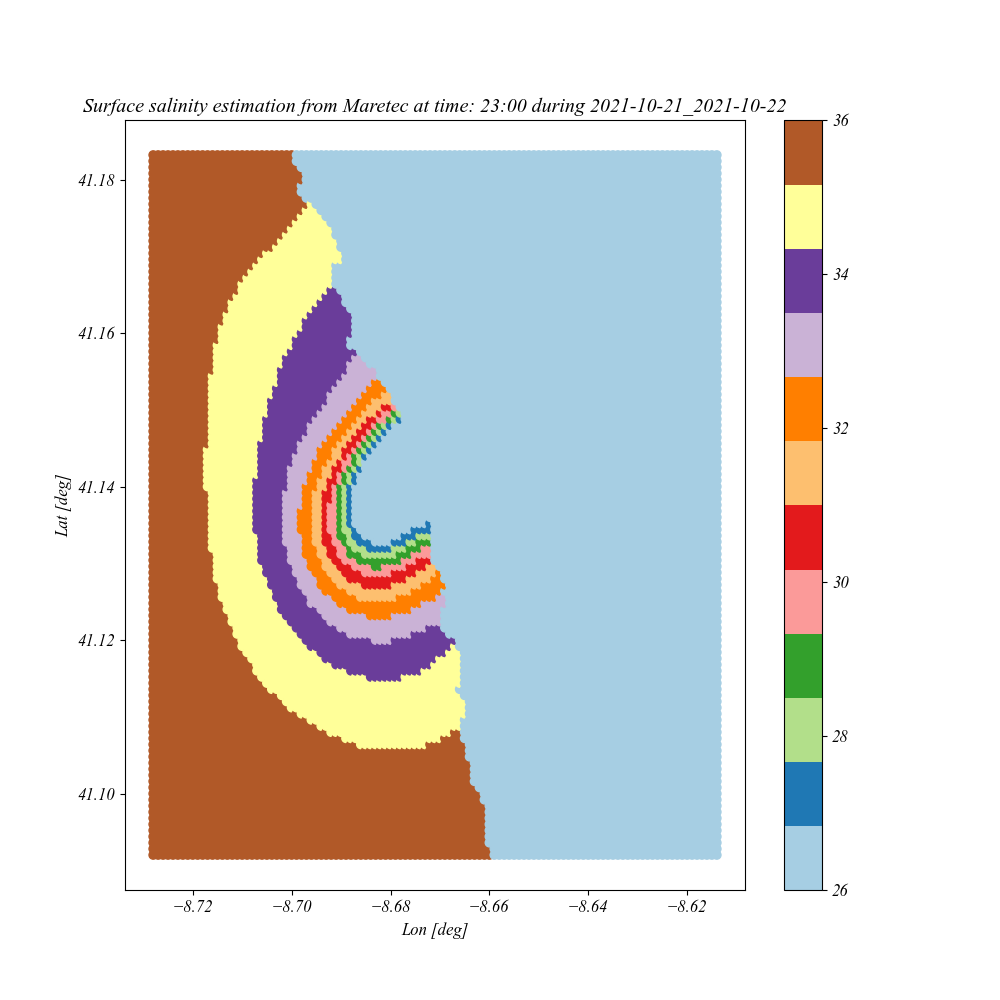 Surface salinity estimation from Maretec at time: 23:00 during 2021-10-21_2021-10-22
41.18
41.16
41.14
41.12
41.10
Lat [deg]
−8.72 −8.70 −8.68 −8.66 −8.64 −8.62
Lon [deg]
36
34
32
30
28
26